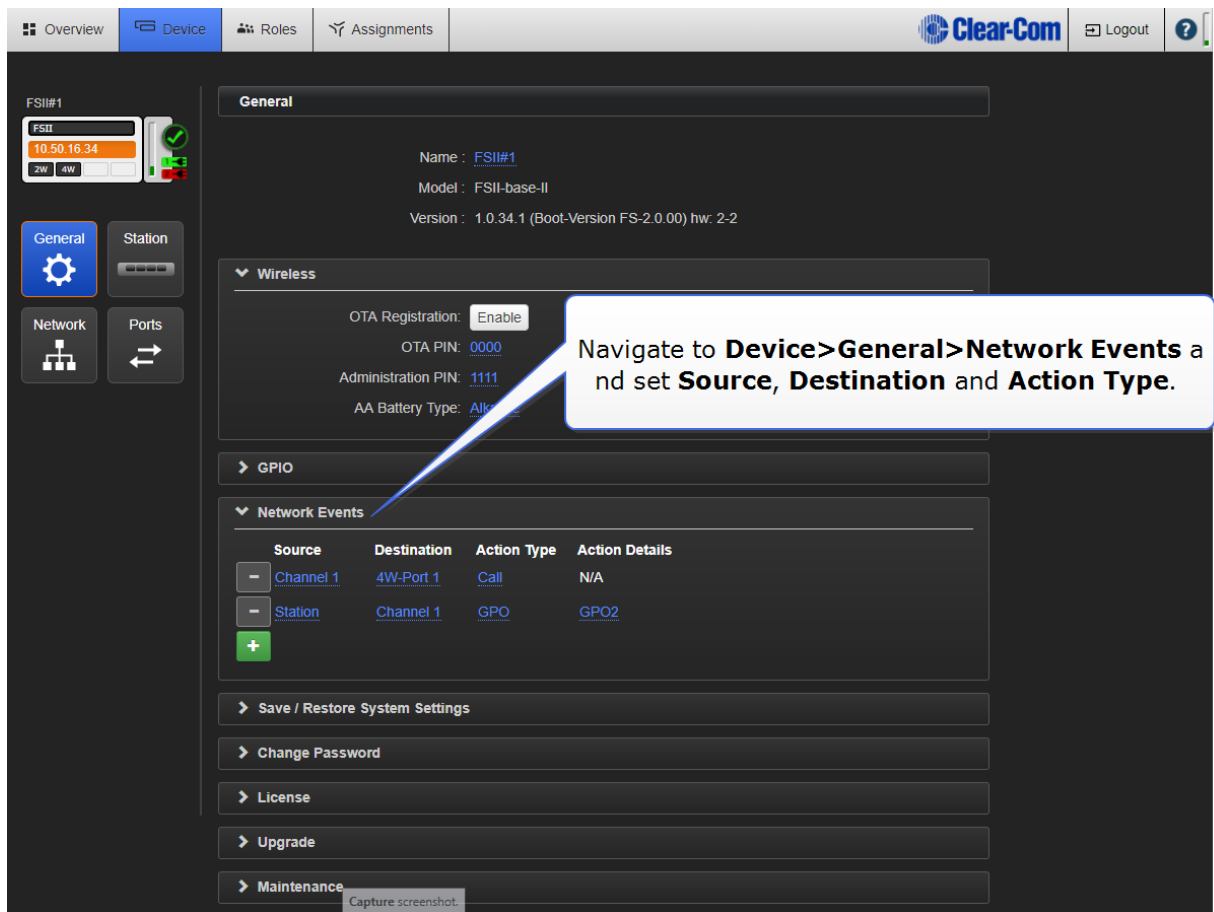 Overview Device Roles Assignments Clear-Com Logout ?
FSII#1
FSII
10.50.16.34
2W 4W
General Station
Network Ports
General
Name : FSII#1
Model : FSII-base-II
Version : 1.0.34.1 (Boot-Version FS-2.0.00) hw: 2-2
Wireless
OTA Registration: Enable
OTA PIN: 0000
Administration PIN: 1111
AA Battery Type:
Navigate to Device>General>Network Events a
nd set Source, Destination and Action Type.
GPIO
Network Events
Source Destination Action Type Action Details
- Channel 1 4W-Port 1 Call N/A
- Station Channel 1 GPO GPO2
+
Save / Restore System Settings
Change Password
License
Upgrade
Maintenance
Capture screenshot.